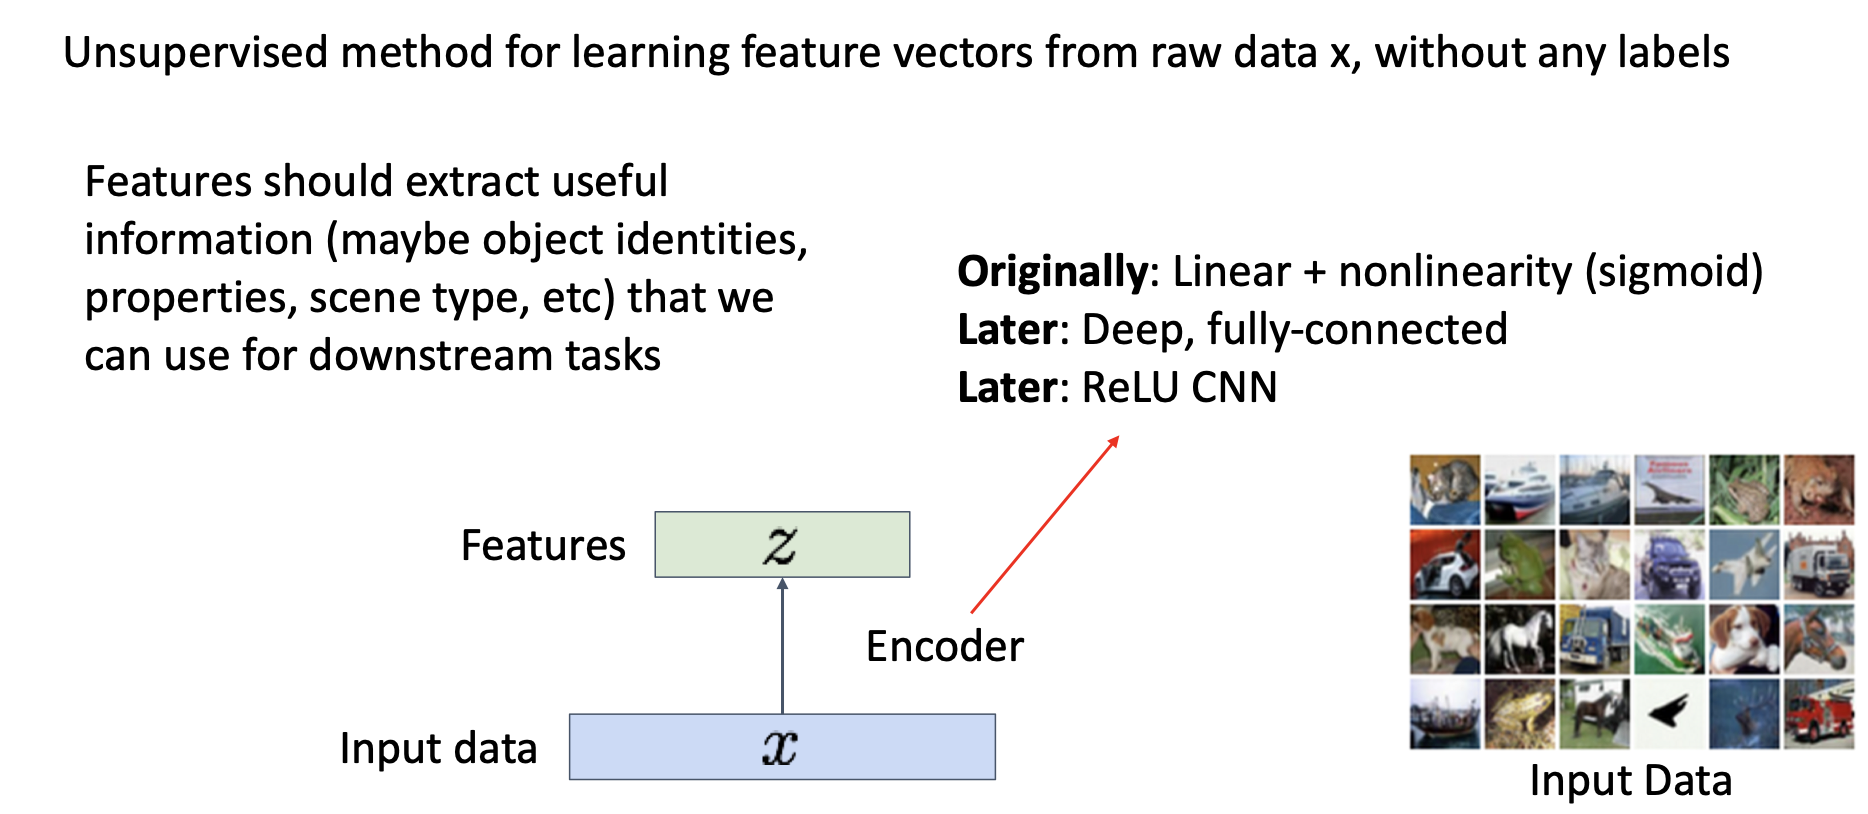 Unsupervised method for learning feature vectors from raw data x, without any labels
Features should extract useful
information (maybe object identities,
properties, scene type, etc) that we
can use for downstream tasks
Originally: Linear + nonlinearity (sigmoid)
Later: Deep, fully-connected
Later: ReLU CNN
Features
z
Encoder
Input data
x
Input Data